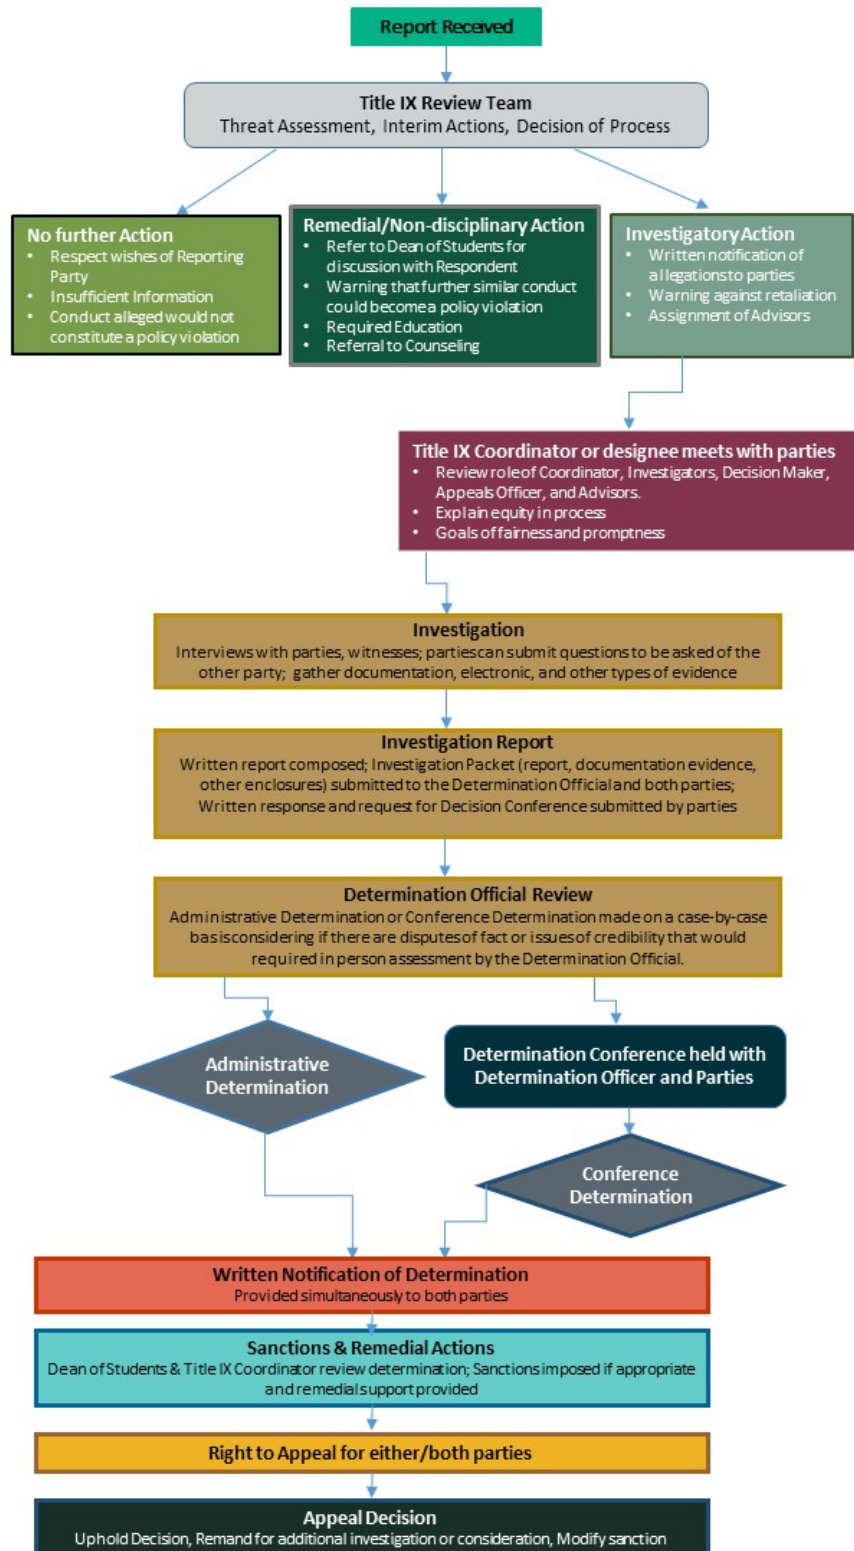 Report Received
Title IX Review Team
Threat Assessment, Interim Actions, Decision of Process
No further Action
• Respect wishes of Reporting
Party
• Insufficient Information
• Conduct alleged would not
constitute a policy violation
Remedial/Non-disciplinary Action
• Refer to Dean of Students for
discussion with Respondent
• Warning that further similar conduct
could become a policy violation
• Required Education
• Referral to Counseling
Investigatory Action
• Written notification of
allegations to parties
• Warning against retaliation
• Assignment of Advisors
Title IX Coordinator or designee meets with parties
• Review role of Coordinator, Investigators, Decision Maker,
Appeals Officer, and Advisors.
• Explain equity in process
• Goals of fairness and promptness
Investigation
Interviews with parties, witnesses; parties can submit questions to be asked of the
other party; gather documentation, electronic, and other types of evidence
Investigation Report
Written report composed; Investigation Packet (report, documentation evidence,
other enclosures) submitted to the Determination Official and both parties;
Written response and request for Decision Conference submitted by parties
Determination Official Review
Administrative Determination or Conference Determination made on a case-by-case
basis considering if there are disputes of fact or issues of credibility that would
required in person assessment by the Determination Official.
Administrative
Determination
Determination Conference held with
Determination Officer and Parties
Conference
Determination
Written Notification of Determination
Provided simultaneously to both parties
Sanctions & Remedial Actions
Dean of Students & Title IX Coordinator review determination; Sanctions imposed if appropriate
and remedial support provided
Right to Appeal for either/both parties
Appeal Decision
Uphold Decision, Remand for additional investigation or consideration, Modify sanction